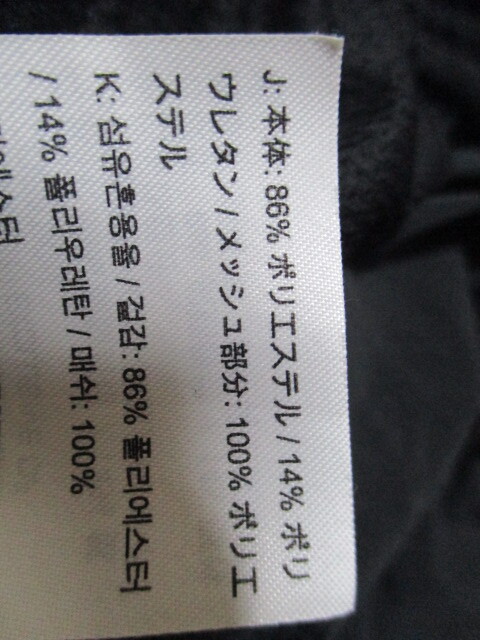 J: 本体: 86% ポリエステル / 14% ポリ
ウレタン / メッシュ部分: 100% ポリエ
ステル
K: 섬유혼용율 / 겉감: 86% 폴리에스터
/ 14% 폴리우레탄 / 매쉬: 100%